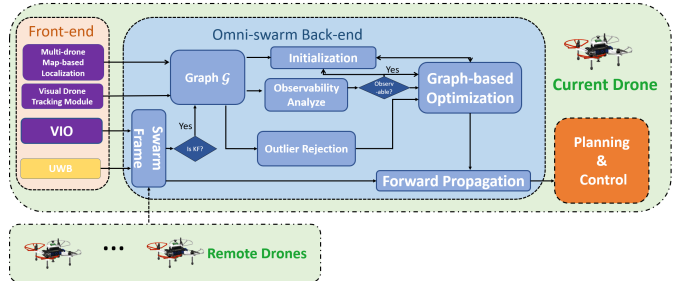 Front-end
Multi-drone
Map-based
Localization
Visual Drone
Tracking Module
VIO
UWB
Omni-swarm Back-end
Swarm
Frame
Graph 𝒢
Yes
Is KF?
Initialization
Observability
Analyze
Yes
Observ
-able?
Outlier Rejection
Graph-based
Optimization
Forward Propagation
Current Drone
Planning
&
Control
Remote Drones